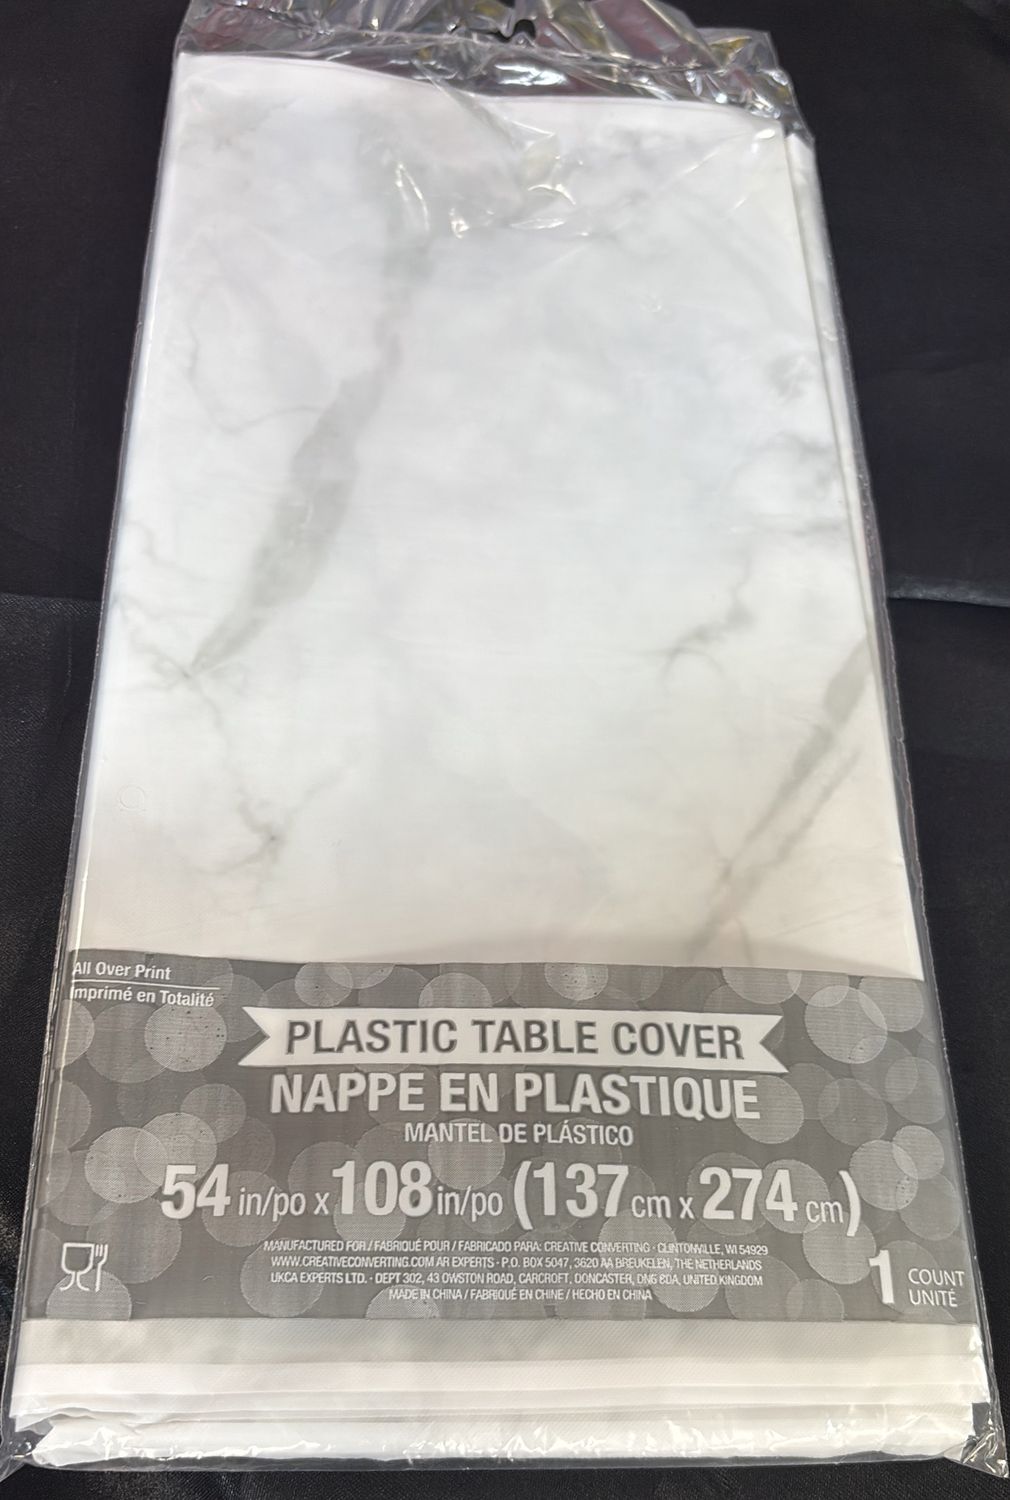 All Over Print
Imprimé en Totalité
PLASTIC TABLE COVER
NAPPE EN PLASTIQUE
MANTEL DE PLÁSTICO
54 in/po x 108 in/po (137 cm x 274 cm)
MANUFACTURED FOR / FABRIQUÉ POUR / FABRICADO PARA: CREATIVE CONVERTING · CLINTONVILLE, WI 54929
WWW.CREATIVECONVERTING.COM AR EXPERTS · P.O. BOX 5047, 3620 AA BREUKELEN, THE NETHERLANDS
UKCA EXPERTS LTD. · DEPT 302, 43 OWSTON ROAD, CARCROFT, DONCASTER, DN6 8DA, UNITED KINGDOM
MADE IN CHINA / FABRIQUÉ EN CHINE / HECHO EN CHINA
1 COUNT
UNITÉ